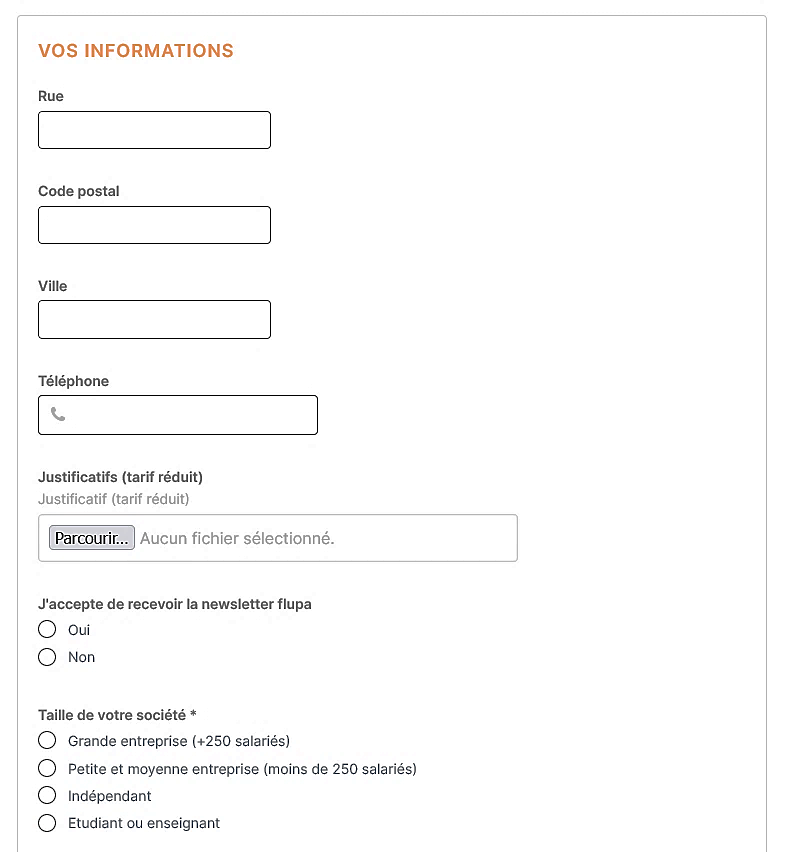 VOS INFORMATIONS
Rue
Code postal
Ville
Téléphone
Justificatifs (tarif réduit)
Justificatif (tarif réduit)
Parcourir... Aucun fichier sélectionné.
J'accepte de recevoir la newsletter flupa
Oui
Non
Taille de votre société *
Grande entreprise (+250 salariés)
Petite et moyenne entreprise (moins de 250 salariés)
Indépendant
Etudiant ou enseignant